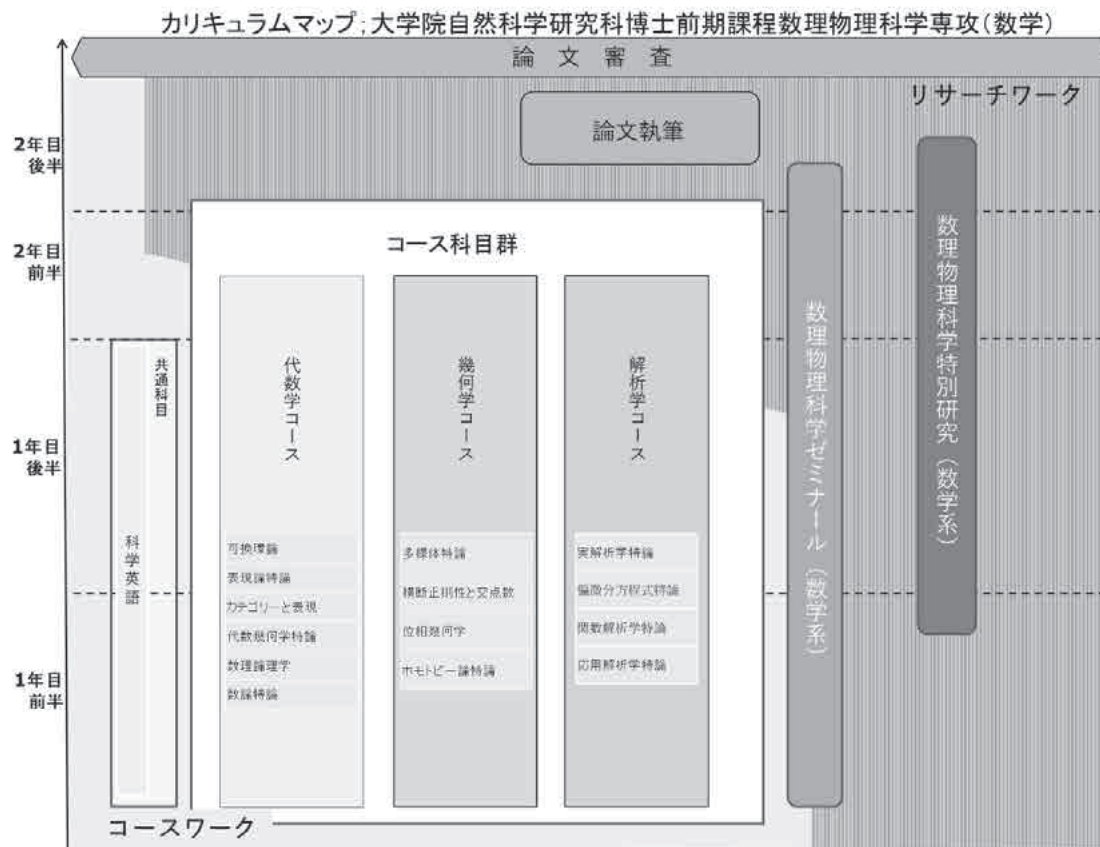 カリキュラムマップ：大学院自然科学研究科博士前期課程数理物理科学専攻（数学）
論文審査
リサーチワーク
論文執筆
2年目
後半
2年目
前半
1年目
後半
1年目
前半
コース科目群
共通科目
科学英語
代数学コース
可換環論
表現論特論
カテゴリーと表現
代数幾何学特論
数理論理学
数論特論
幾何学コース
多様体特論
横断正則性と交点数
位相幾何学
ホモトピー論特論
解析学コース
実解析学特論
偏微分方程式特論
関数解析学特論
応用解析学特論
数理物理科学ゼミナール（数学系）
数理物理科学特別研究（数学系）
コースワーク